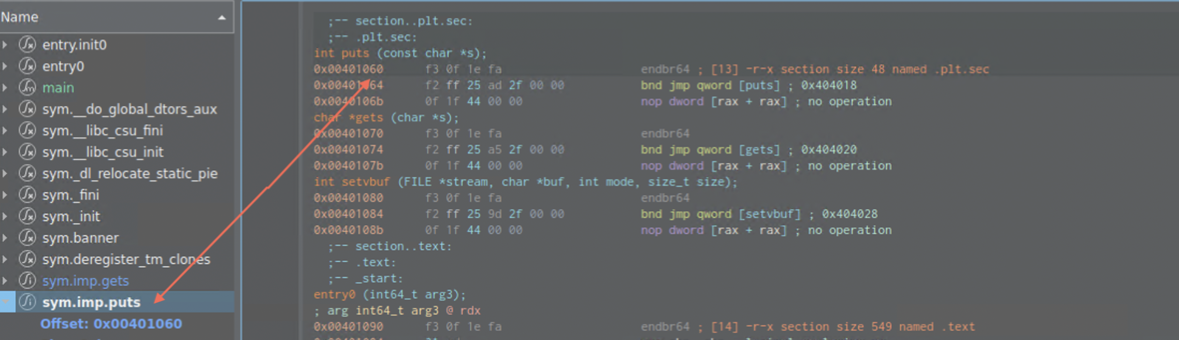 Name
entry.init0
entry0
main
sym.__do_global_dtors_aux
sym.__libc_csu_fini
sym.__libc_csu_init
sym._dl_relocate_static_pie
sym._fini
sym._init
sym.banner
sym.deregister_tm_clones
sym.imp.gets
sym.imp.puts
Offset: 0x00401060
;-- section..plt.sec:
;-- .plt.sec:
int puts (const char *s);
0x00401060 f3 0f 1e fa endbr64 ; [13] -r-x section size 48 named .plt.sec
0x00401064 f2 ff 25 ad 2f 00 00 bnd jmp qword [puts] ; 0x404018
0x0040106b 0f 1f 44 00 00 nop dword [rax + rax] ; no operation
char *gets (char *s);
0x00401070 f3 0f 1e fa endbr64
0x00401074 f2 ff 25 a5 2f 00 00 bnd jmp qword [gets] ; 0x404020
0x0040107b 0f 1f 44 00 00 nop dword [rax + rax] ; no operation
int setvbuf (FILE *stream, char *buf, int mode, size_t size);
0x00401080 f3 0f 1e fa endbr64
0x00401084 f2 ff 25 9d 2f 00 00 bnd jmp qword [setvbuf] ; 0x404028
0x0040108b 0f 1f 44 00 00 nop dword [rax + rax] ; no operation
;-- section..text:
;-- .text:
;-- _start:
entry0 (int64_t arg3);
; arg int64_t arg3 @ rdx
0x00401090 f3 0f 1e fa endbr64 ; [14] -r-x section size 549 named .text